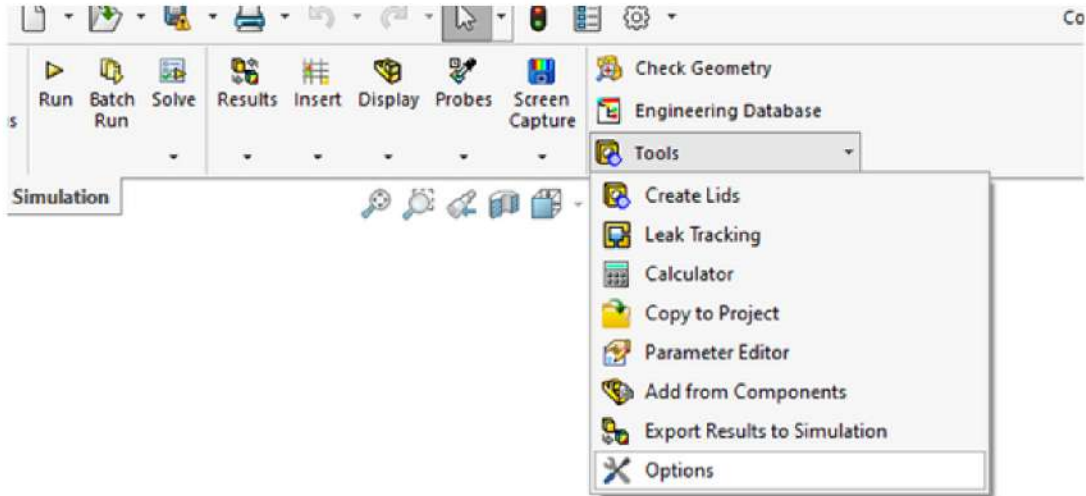 Co
Check Geometry
Run Batch Run Solve Results Insert Display Probes Screen Capture
s
Engineering Database
Tools
Simulation
Create Lids
Leak Tracking
Calculator
Copy to Project
Parameter Editor
Add from Components
Export Results to Simulation
Options